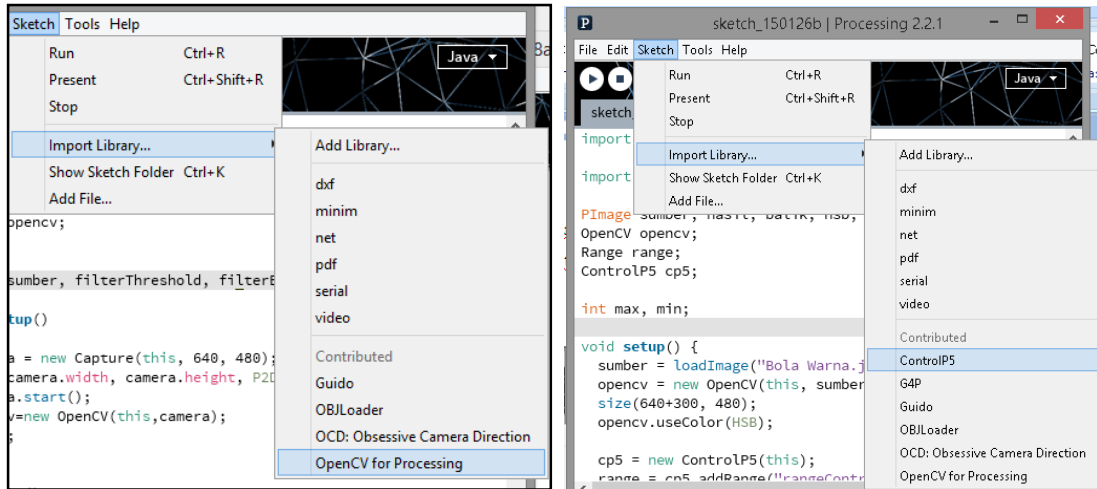 Sketch Tools Help
Run Ctrl+R
Present Ctrl+Shift+R
Stop
Import Library...
Show Sketch Folder Ctrl+K
Add File...
Java
Add Library...
dxf
minim
net
pdf
serial
video
Contributed
Guido
OBJLoader
OCD: Obsessive Camera Direction
OpenCV for Processing
opencv;
sumber, filterThreshold,
tup()
= new Capture(this, 640, 480);
camera.width, camera.height, P2D
a.start();
v=new OpenCV(this,camera);
;
sketch_150126b | Processing 2.2.1
File Edit Sketch Tools Help
Run Ctrl+R
Present Ctrl+Shift+R
Stop
Import Library...
Show Sketch Folder Ctrl+K
Add File...
Java
sketch_
Add Library...
dxf
minim
net
pdf
serial
video
Contributed
ControlP5
G4P
Guido
OBJLoader
OCD: Obsessive Camera Direction
OpenCV for Processing
import
import
PImage sumber, hasil, balik, hsb,
OpenCV opencv;
Range range;
ControlP5 cp5;
int max, min;
void setup() {
sumber = loadImage("Bola Warna.j
opencv = new OpenCV(this, sumber
size(640+300, 480);
opencv.useColor(HSB);
cp5 = new ControlP5(this);
range = cp5.addRange("rangeContr